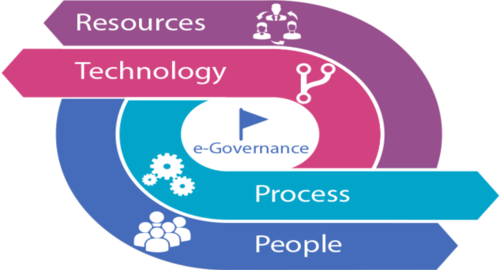 Resources
Technology
e-Governance
Process
People